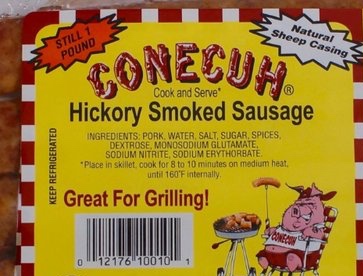 STILL 1
POUND
Natural
Sheep Casing
CONECUH®
Cook and Serve*
Hickory Smoked Sausage
INGREDIENTS: PORK, WATER, SALT, SUGAR, SPICES,
DEXTROSE, MONOSODIUM GLUTAMATE,
SODIUM NITRITE, SODIUM ERYTHORBATE.
*Place in skillet, cook for 8 to 10 minutes on medium heat,
until 160°F internally.
KEEP REFRIGERATED
Great For Grilling!
0 12176 10010 1
CONECUH